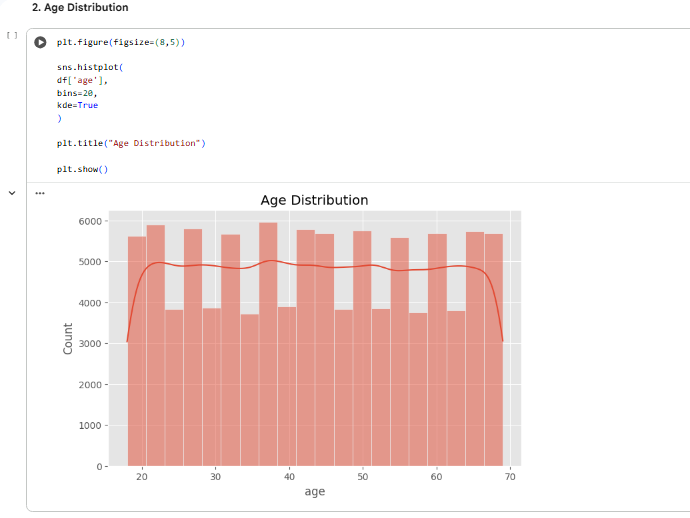 2. Age Distribution
[ ]
plt.figure(figsize=(8,5))
sns.histplot(
df['age'],
bins=20,
kde=True
)
plt.title("Age Distribution")
plt.show()
...
Age Distribution
6000
5000
4000
3000
2000
1000
0
Count
20 30 40 50 60 70
age